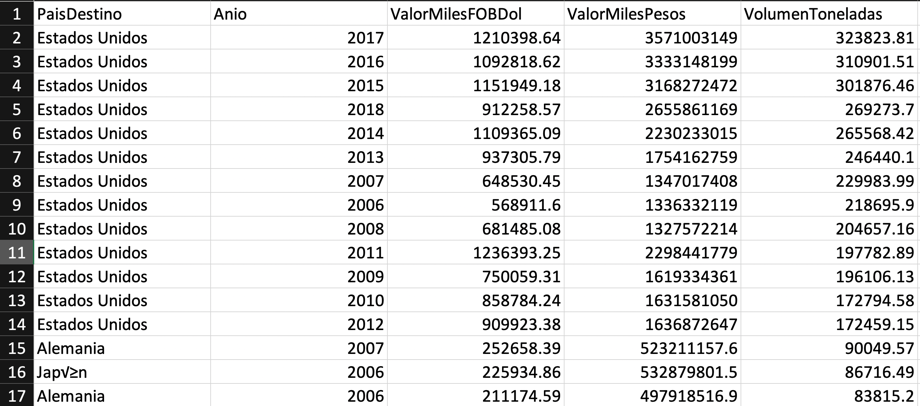 1 PaisDestino Anio ValorMilesFOBDol ValorMilesPesos VolumenToneladas
2 Estados Unidos 2017 1210398.64 3571003149 323823.81
3 Estados Unidos 2016 1092818.62 3333148199 310901.51
4 Estados Unidos 2015 1151949.18 3168272472 301876.46
5 Estados Unidos 2018 912258.57 2655861169 269273.7
6 Estados Unidos 2014 1109365.09 2230233015 265568.42
7 Estados Unidos 2013 937305.79 1754162759 246440.1
8 Estados Unidos 2007 648530.45 1347017408 229983.99
9 Estados Unidos 2006 568911.6 1336332119 218695.9
10 Estados Unidos 2008 681485.08 1327572214 204657.16
11 Estados Unidos 2011 1236393.25 2298441779 197782.89
12 Estados Unidos 2009 750059.31 1619334361 196106.13
13 Estados Unidos 2010 858784.24 1631581050 172794.58
14 Estados Unidos 2012 909923.38 1636872647 172459.15
15 Alemania 2007 252658.39 523211157.6 90049.57
16 Jap√≥n 2006 225934.86 532879801.5 86716.49
17 Alemania 2006 211174.59 497918516.9 83815.2